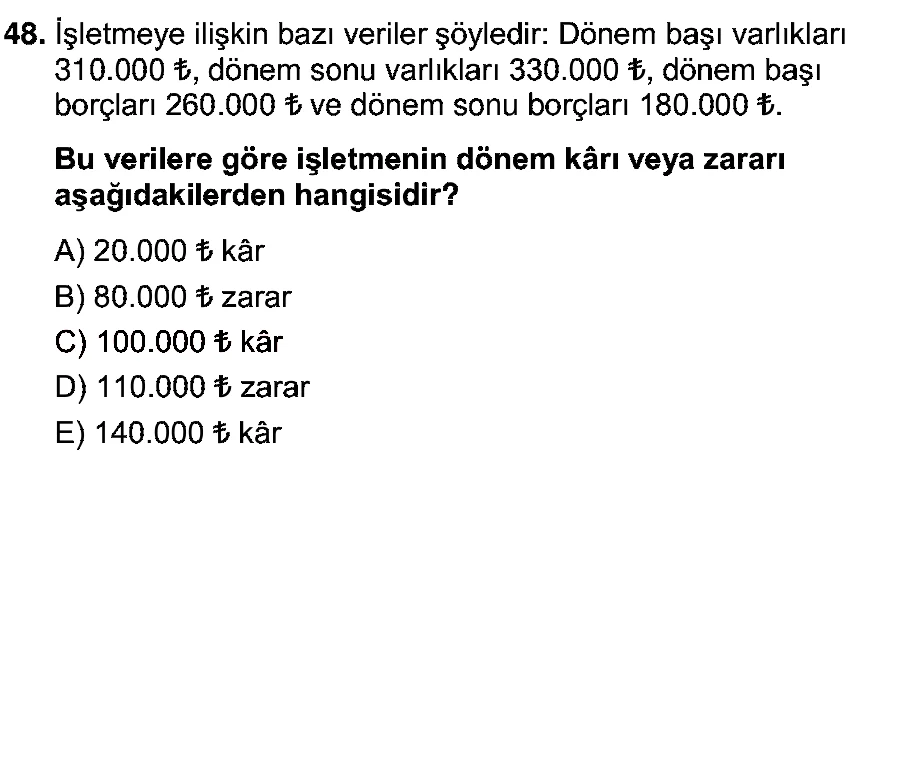 48. İşletmeye ilişkin bazı veriler şöyledir: Dönem başı varlıkları
310.000 ₺, dönem sonu varlıkları 330.000 ₺, dönem başı
borçları 260.000 ₺ ve dönem sonu borçları 180.000 ₺.
Bu verilere göre işletmenin dönem kârı veya zararı
aşağıdakilerden hangisidir?
A) 20.000 ₺ kâr
B) 80.000 ₺ zarar
C) 100.000 ₺ kâr
D) 110.000 ₺ zarar
E) 140.000 ₺ kâr